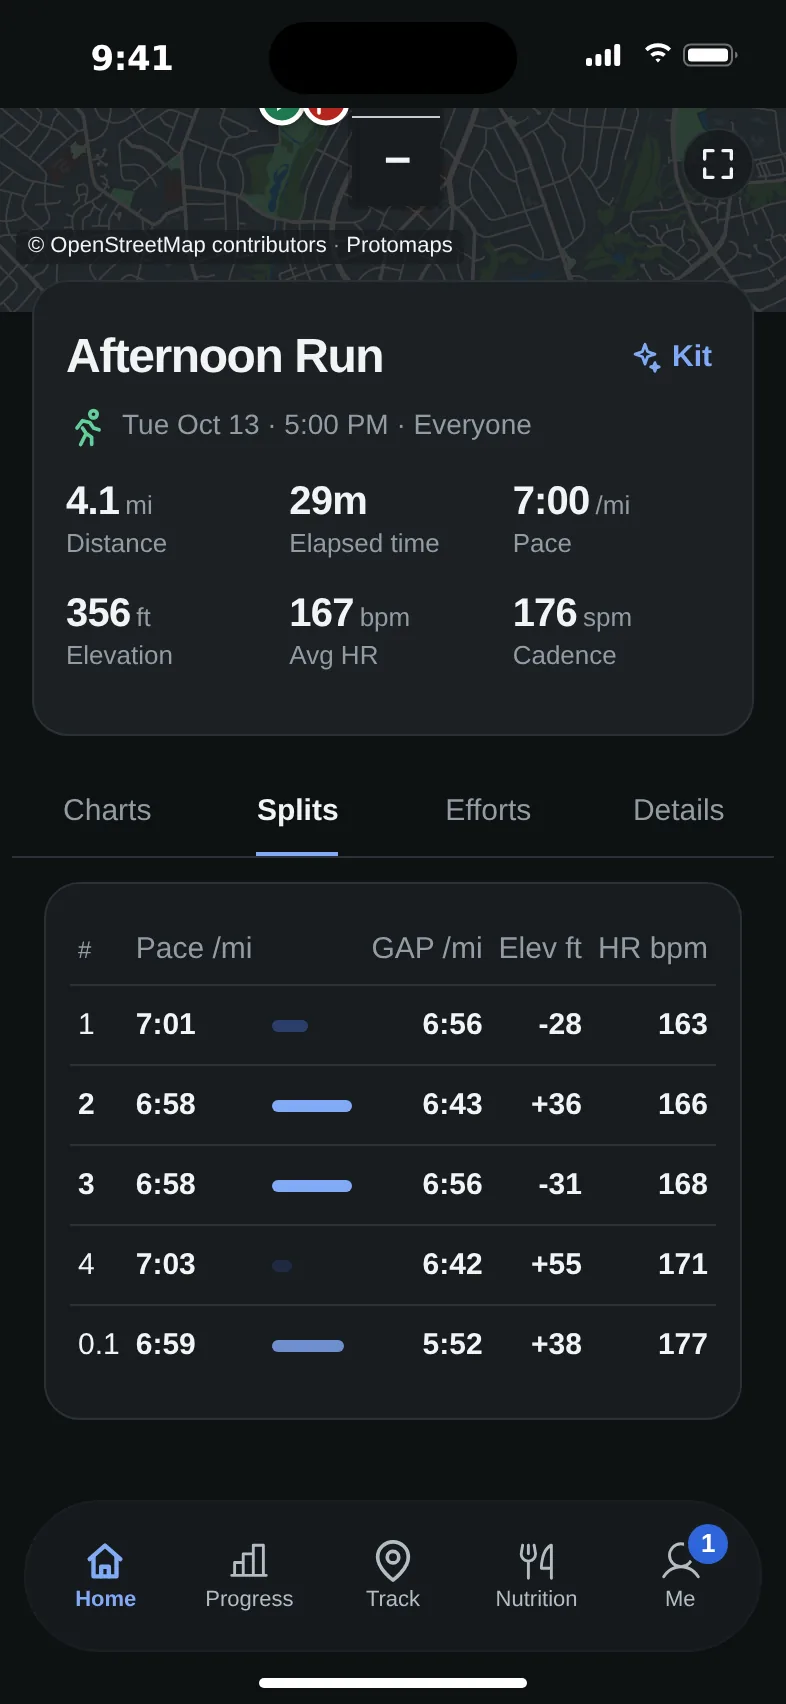 9:41
© OpenStreetMap contributors · Protomaps
Afternoon Run
Kit
Tue Oct 13 · 5:00 PM · Everyone
4.1 mi 29m 7:00 /mi
Distance Elapsed time Pace
356 ft 167 bpm 176 spm
Elevation Avg HR Cadence
Charts Splits Efforts Details
# Pace /mi GAP /mi Elev ft HR bpm
1 7:01 6:56 -28 163
2 6:58 6:43 +36 166
3 6:58 6:56 -31 168
4 7:03 6:42 +55 171
0.1 6:59 5:52 +38 177
1
Home Progress Track Nutrition Me